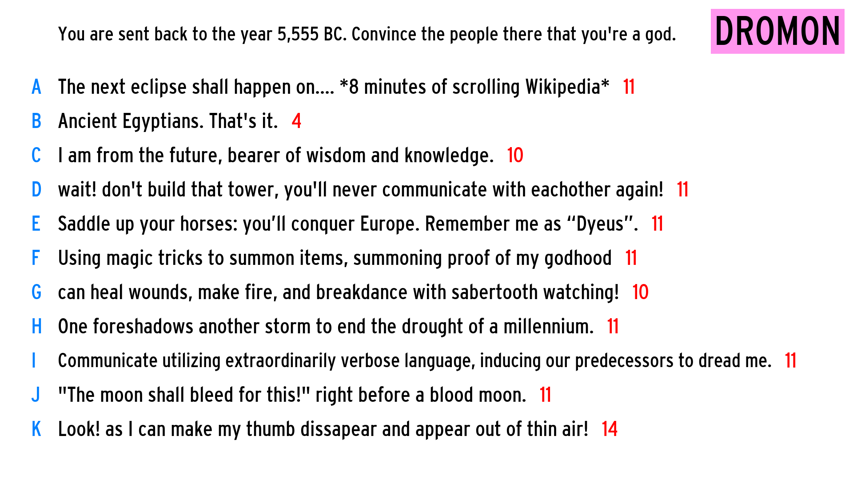 You are sent back to the year 5,555 BC. Convince the people there that you're a god.
DROMON
A The next eclipse shall happen on.... *8 minutes of scrolling Wikipedia* 11
B Ancient Egyptians. That's it. 4
C I am from the future, bearer of wisdom and knowledge. 10
D wait! don't build that tower, you'll never communicate with eachother again! 11
E Saddle up your horses: you’ll conquer Europe. Remember me as “Dyeus”. 11
F Using magic tricks to summon items, summoning proof of my godhood 11
G can heal wounds, make fire, and breakdance with sabertooth watching! 10
H One foreshadows another storm to end the drought of a millennium. 11
I Communicate utilizing extraordinarily verbose language, inducing our predecessors to dread me. 11
J "The moon shall bleed for this!" right before a blood moon. 11
K Look! as I can make my thumb dissapear and appear out of thin air! 14